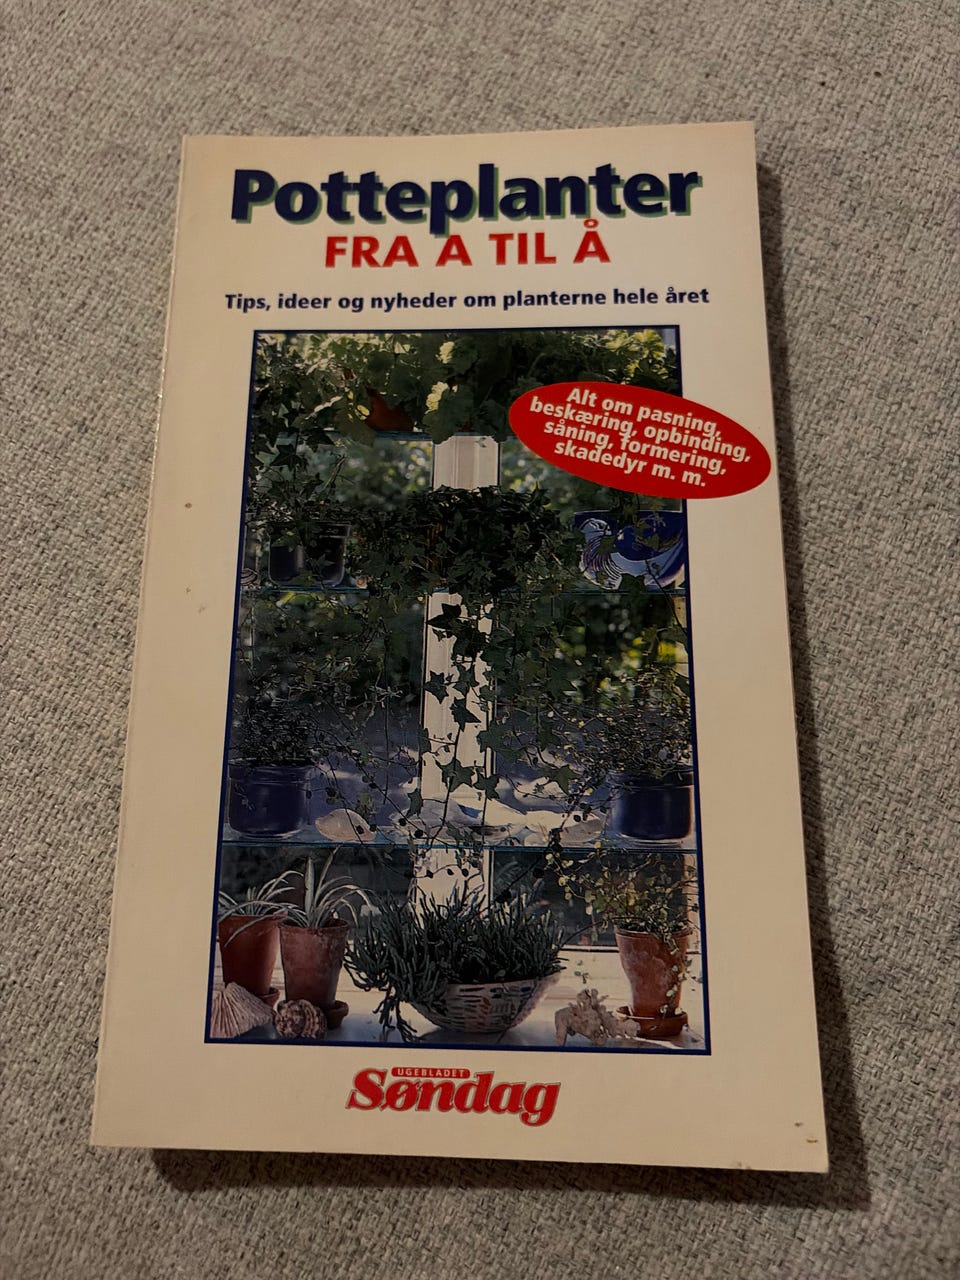 Potteplanter
FRA A TIL Å
Tips, ideer og nyheder om planterne hele året
Alt om pasning,
beskæring, opbinding,
såning, formering,
skadedyr m. m.
UGEBLADET
Søndag